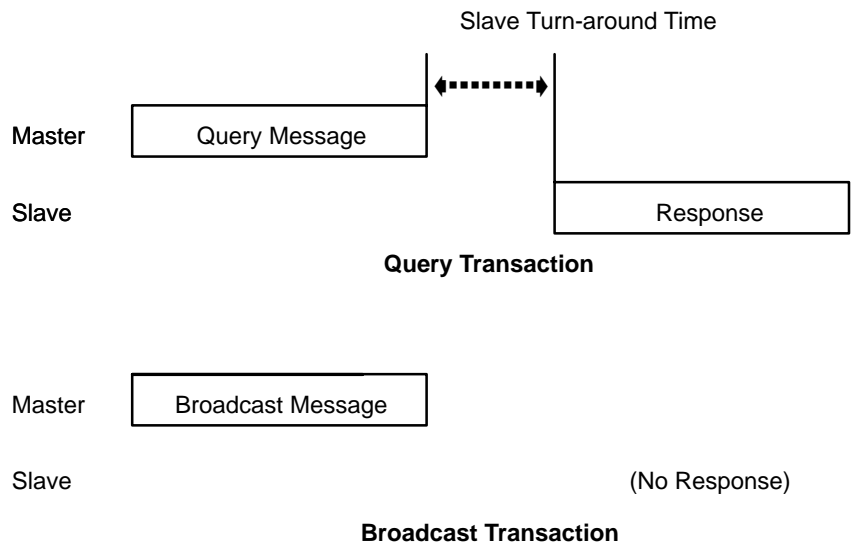 Slave Turn-around Time
Master Query Message
Slave Response
Query Transaction
Master Broadcast Message
Slave (No Response)
Broadcast Transaction